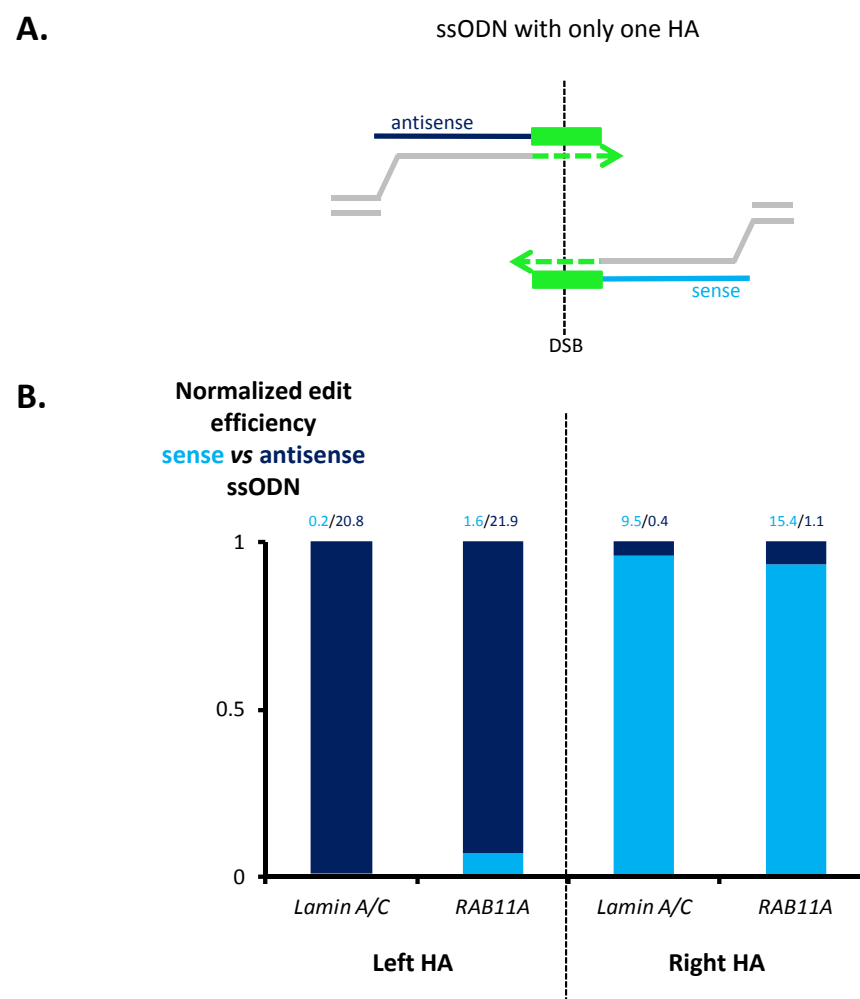 A.
ssODN with only one HA
antisense
sense
DSB
B.
Normalized edit
efficiency
sense vs antisense
ssODN
0.2/20.8
1.6/21.9
9.5/0.4
15.4/1.1
1
0.5
0
Lamin A/C
RAB11A
Lamin A/C
RAB11A
Left HA
Right HA